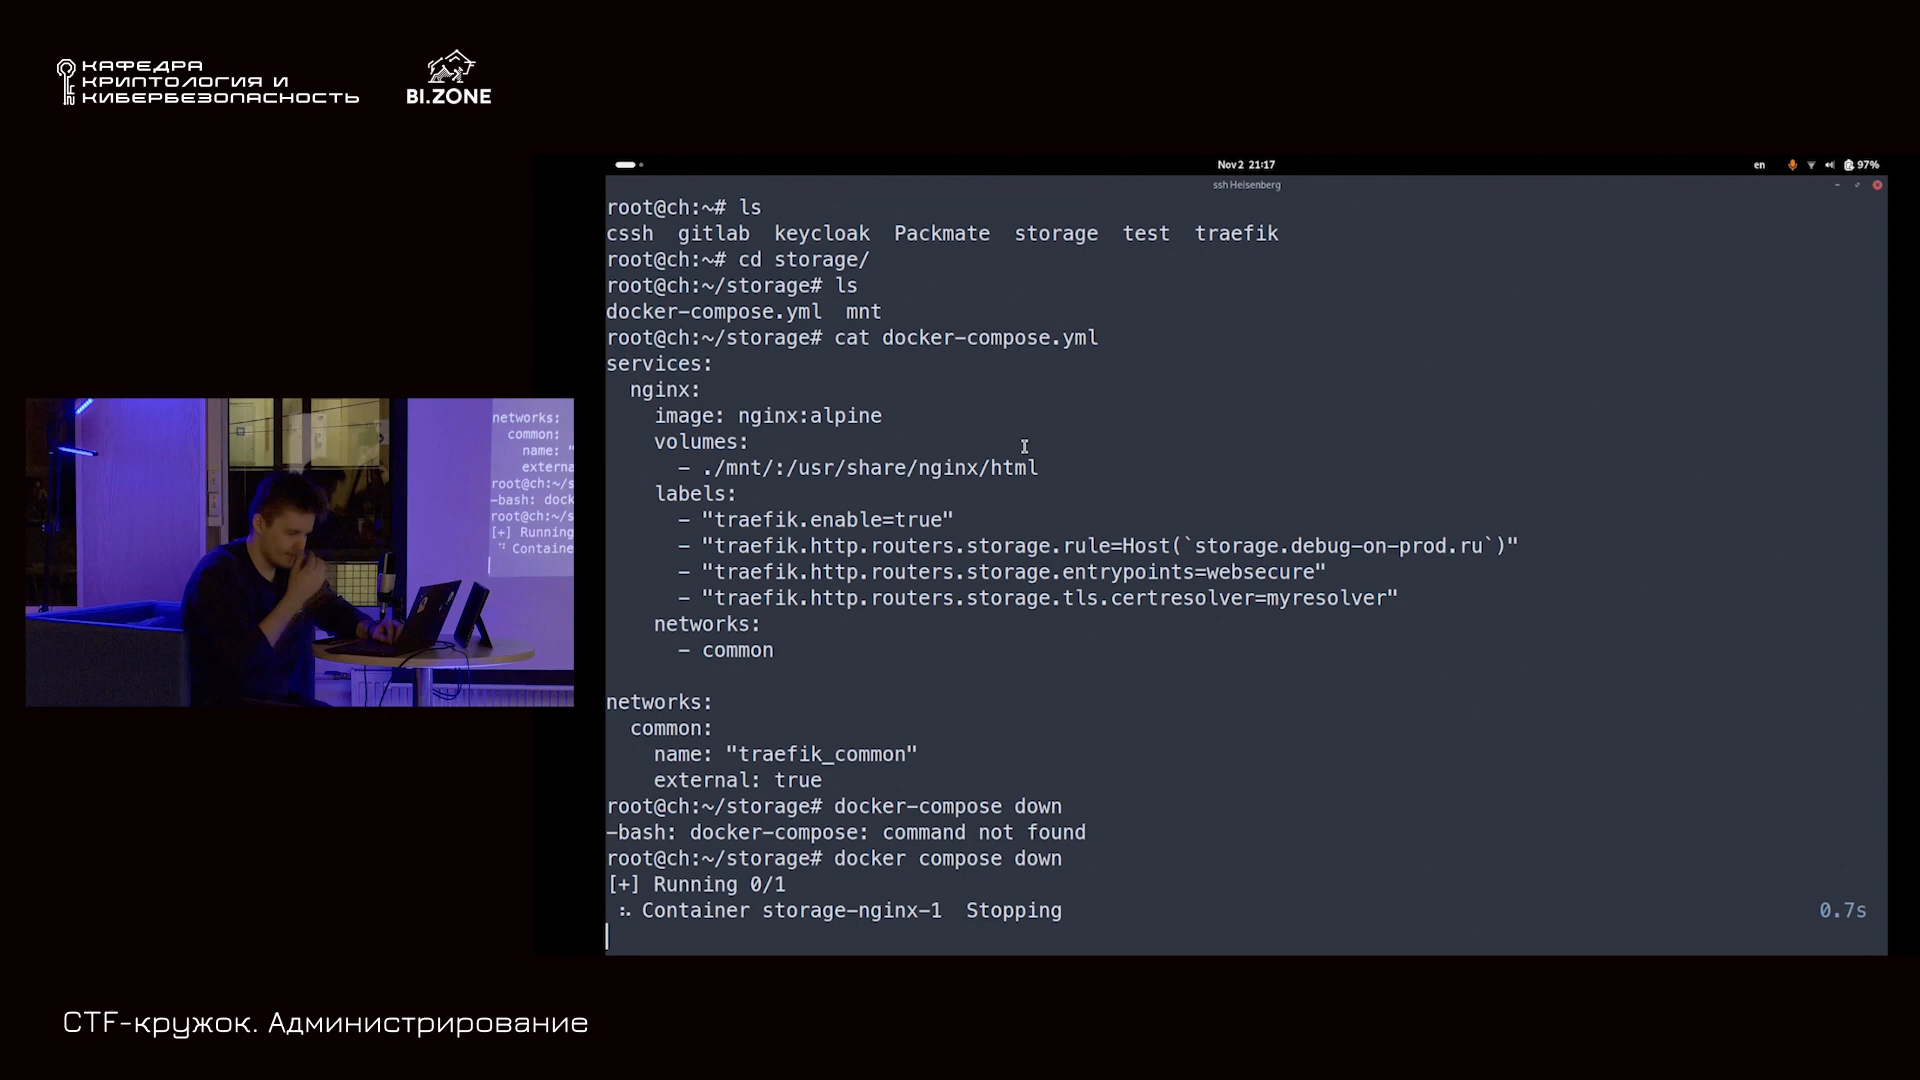 КАФЕДРА
КРИПТОЛОГИЯ И
КИБЕРБЕЗОПАСНОСТЬ
BI.ZONE
Nov 2 21:17
en
97%
ssh Heisenberg
root@ch:~# ls
cssh gitlab keycloak Packmate storage test traefik
root@ch:~# cd storage/
root@ch:~/storage# ls
docker-compose.yml mnt
root@ch:~/storage# cat docker-compose.yml
services:
  nginx:
    image: nginx:alpine
    volumes:
      - ./mnt/:/usr/share/nginx/html
    labels:
      - "traefik.enable=true"
      - "traefik.http.routers.storage.rule=Host(`storage.debug-on-prod.ru`)"
      - "traefik.http.routers.storage.entrypoints=websecure"
      - "traefik.http.routers.storage.tls.certresolver=myresolver"
    networks:
      - common
networks:
  common:
    name: "traefik_common"
    external: true
root@ch:~/storage# docker-compose down
-bash: docker-compose: command not found
root@ch:~/storage# docker compose down
[+] Running 0/1
Container storage-nginx-1 Stopping 0.7s
networks:
common:
name: "
externa
root@ch:~/s
-bash: dock
root@ch:~/s
[+] Running
Containe
CTF-кружок. Администрирование